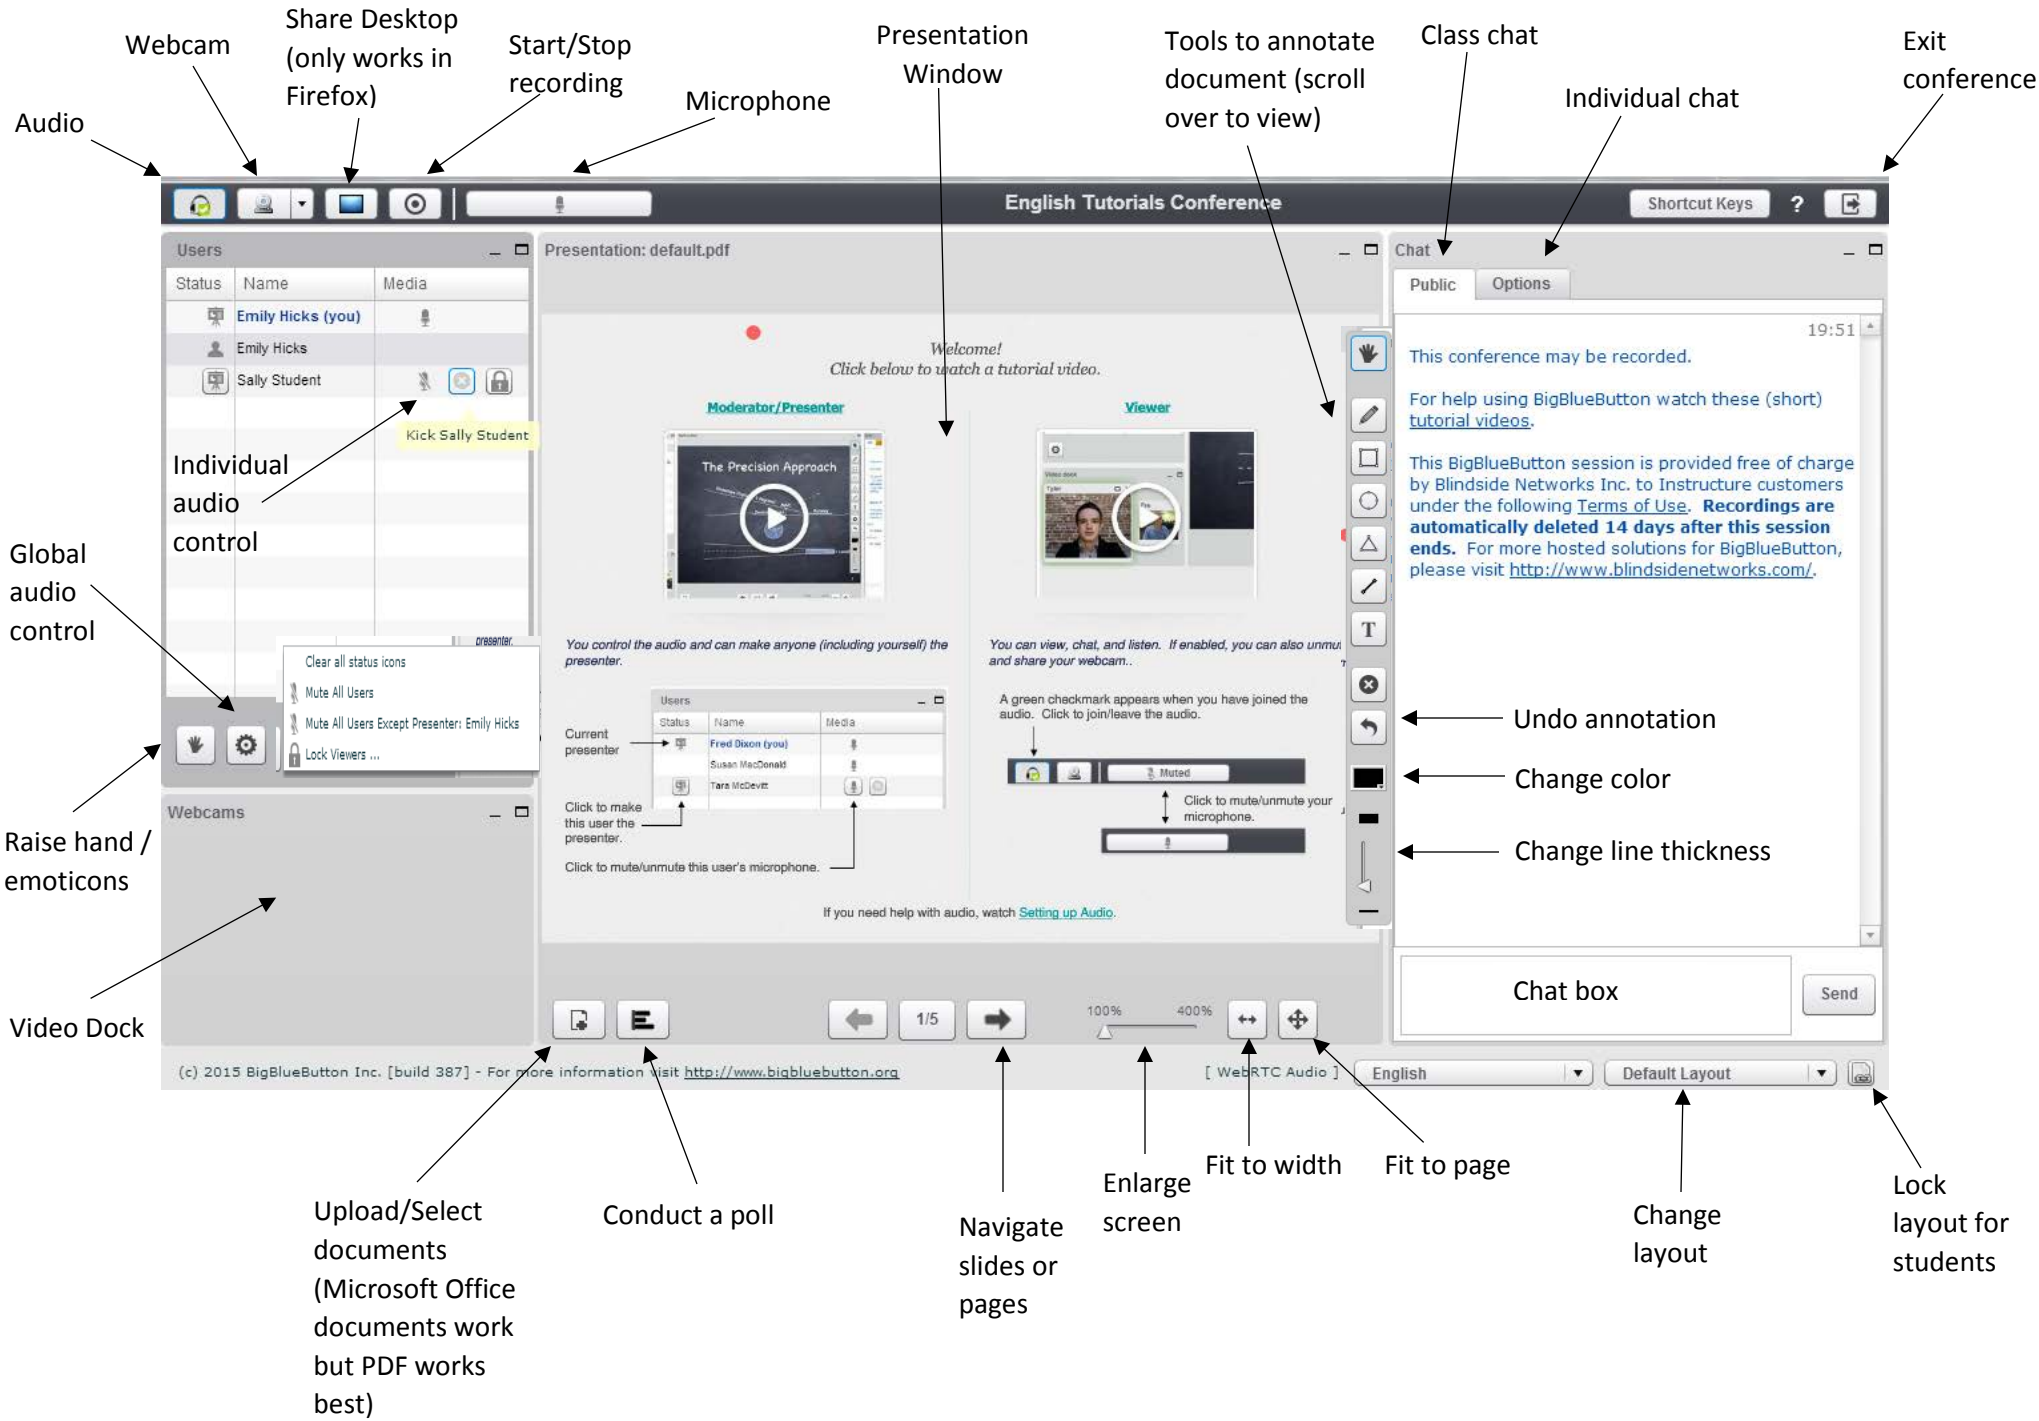 Share Desktop
(only works in
Firefox)
Webcam
Start/Stop
recording
Presentation
Window
Tools to annotate
document (scroll
over to view)
Class chat
Exit
conference
Audio
Microphone
Individual chat
English Tutorials Conference
Shortcut Keys
?
Users
Status Name Media
Emily Hicks (you)
Emily Hicks
Sally Student
Kick Sally Student
Individual
audio
control
Global
audio
control
presenter.
Clear all status icons
Mute All Users
Mute All Users Except Presenter: Emily Hicks
Lock Viewers ...
Raise hand /
emoticons
Webcams
Video Dock
Presentation: default.pdf
Welcome!
Click below to watch a tutorial video.
Moderator/Presenter
Viewer
The Precision Approach
Video dock
Tyler
You control the audio and can make anyone (including yourself) the
presenter.
You can view, chat, and listen. If enabled, you can also unmu
and share your webcam..
Users
Status Name Media
Fred Dixon (you)
Susan MacDonald
Tara McDevitt
Current
presenter
Click to make
this user the
presenter.
Click to mute/unmute this user's microphone.
A green checkmark appears when you have joined the
audio. Click to join/leave the audio.
Muted
Click to mute/unmute your
microphone.
If you need help with audio, watch Setting up Audio.
T
Chat
Public Options
19:51
This conference may be recorded.
For help using BigBlueButton watch these (short)
tutorial videos.
This BigBlueButton session is provided free of charge
by Blindside Networks Inc. to Instructure customers
under the following Terms of Use. Recordings are
automatically deleted 14 days after this session
ends. For more hosted solutions for BigBlueButton,
please visit http://www.blindsidenetworks.com/.
Undo annotation
Change color
Change line thickness
Chat box
Send
1/5
100% 400%
(c) 2015 BigBlueButton Inc. [build 387] - For more information visit http://www.bigbluebutton.org
[ WebRTC Audio ]
English
Default Layout
Upload/Select
documents
(Microsoft Office
documents work
but PDF works
best)
Conduct a poll
Navigate
slides or
pages
Enlarge
screen
Fit to width
Fit to page
Change
layout
Lock
layout for
students